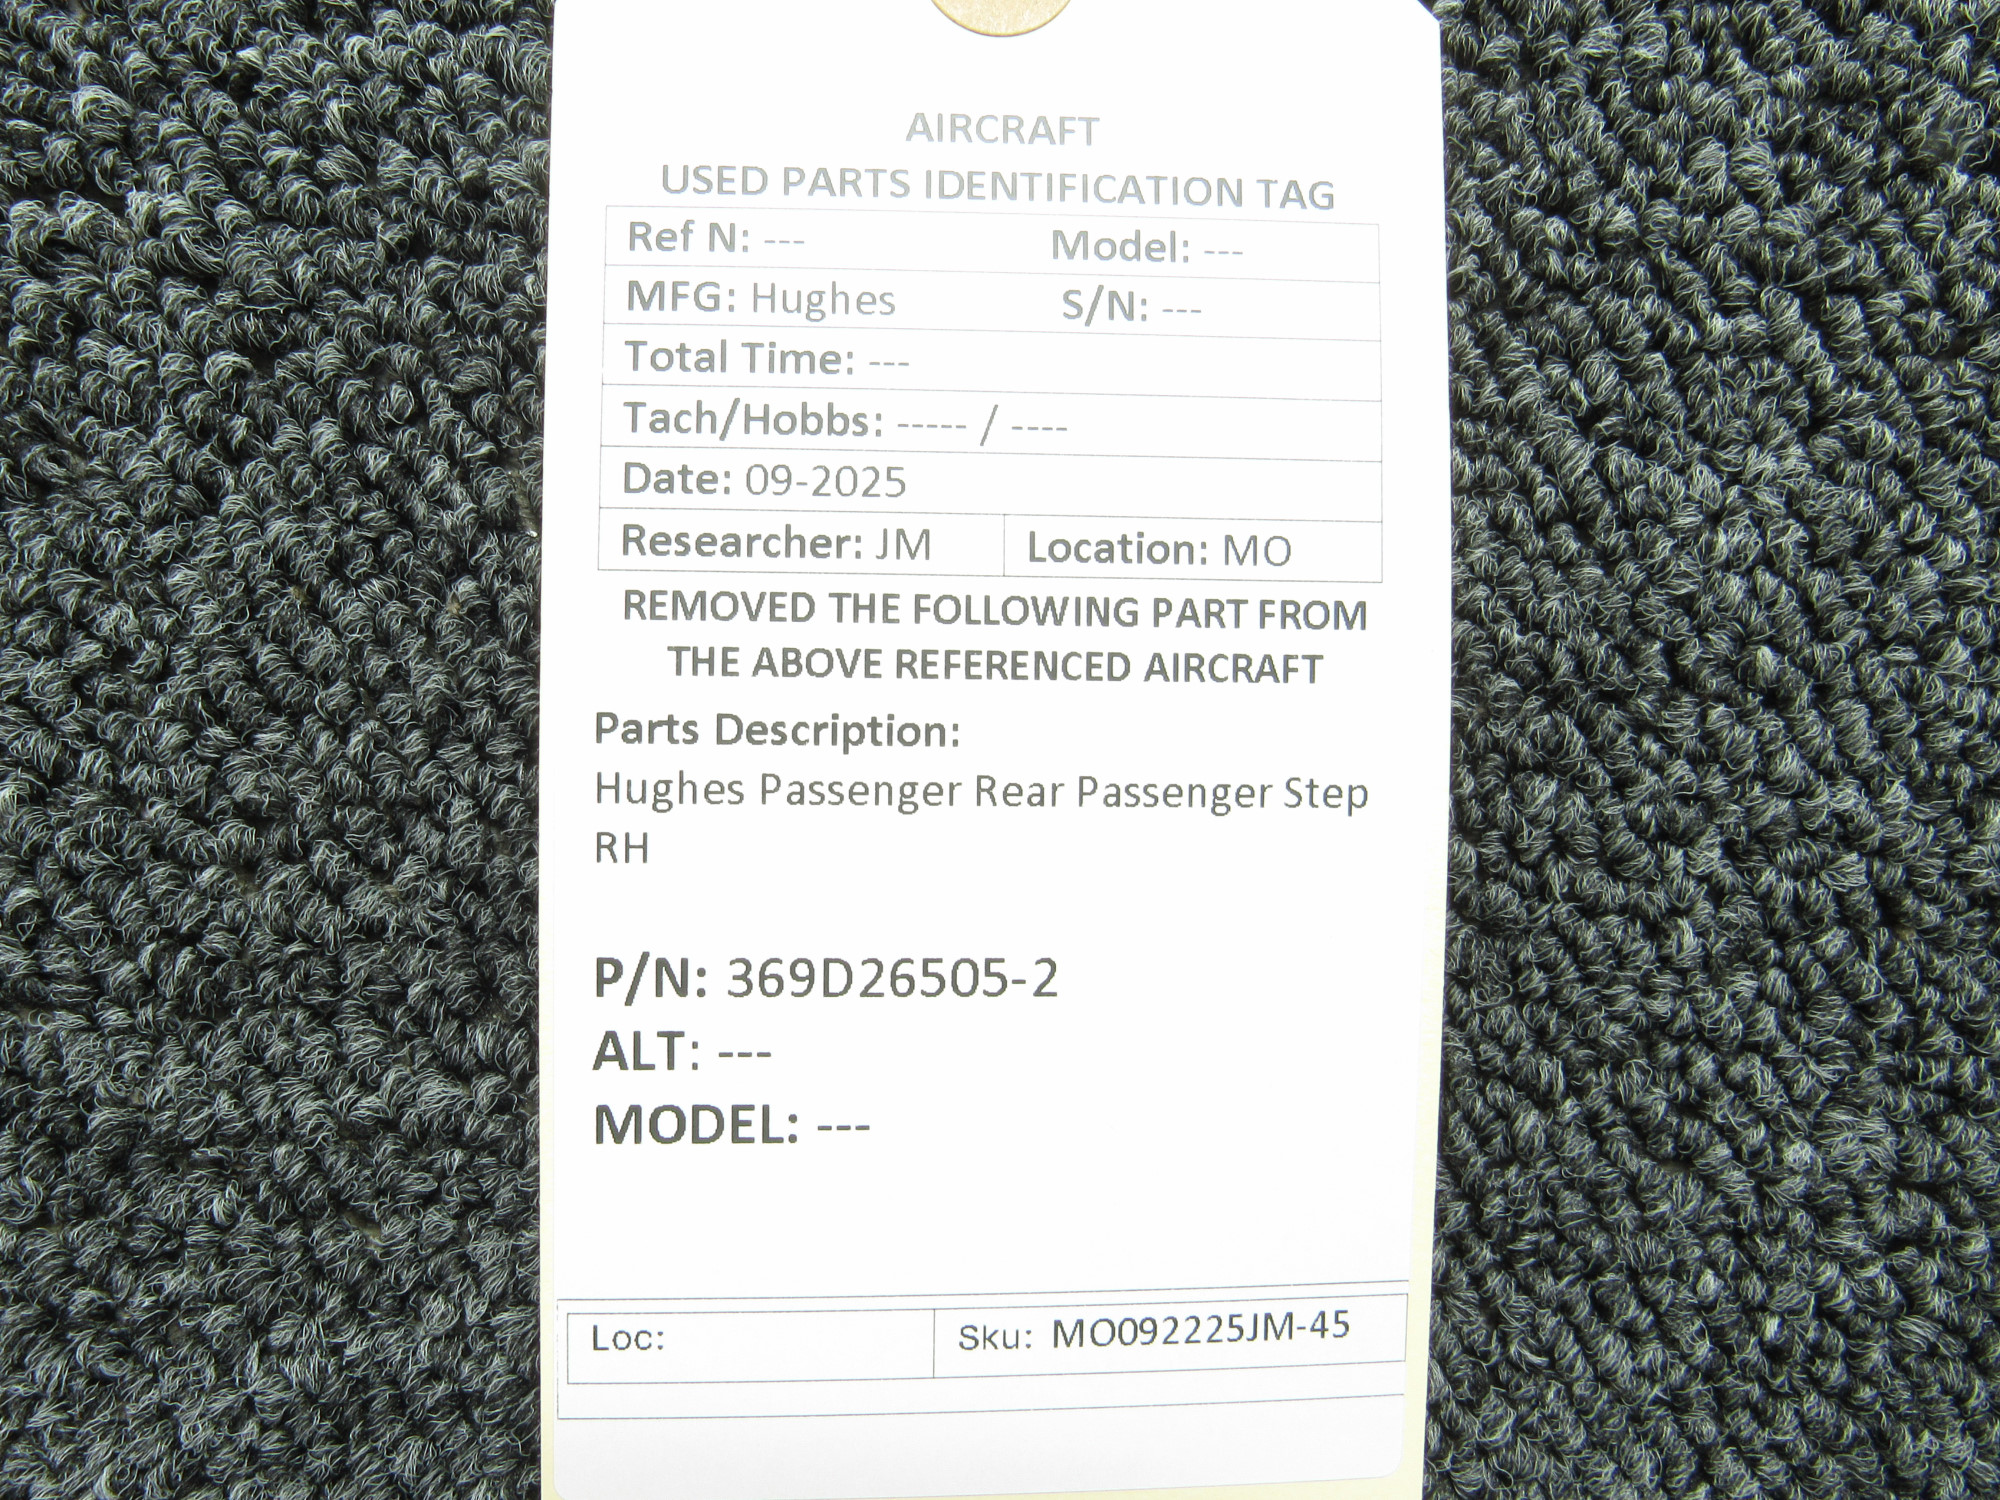 AIRCRAFT
USED PARTS IDENTIFICATION TAG
Ref N: --- Model: ---
MFG: Hughes S/N: ---
Total Time: ---
Tach/Hobbs: ----- / ----
Date: 09-2025
Researcher: JM Location: MO
REMOVED THE FOLLOWING PART FROM
THE ABOVE REFERENCED AIRCRAFT
Parts Description:
Hughes Passenger Rear Passenger Step
RH
P/N: 369D26505-2
ALT: ---
MODEL: ---
Loc: Sku: MO092225JM-45